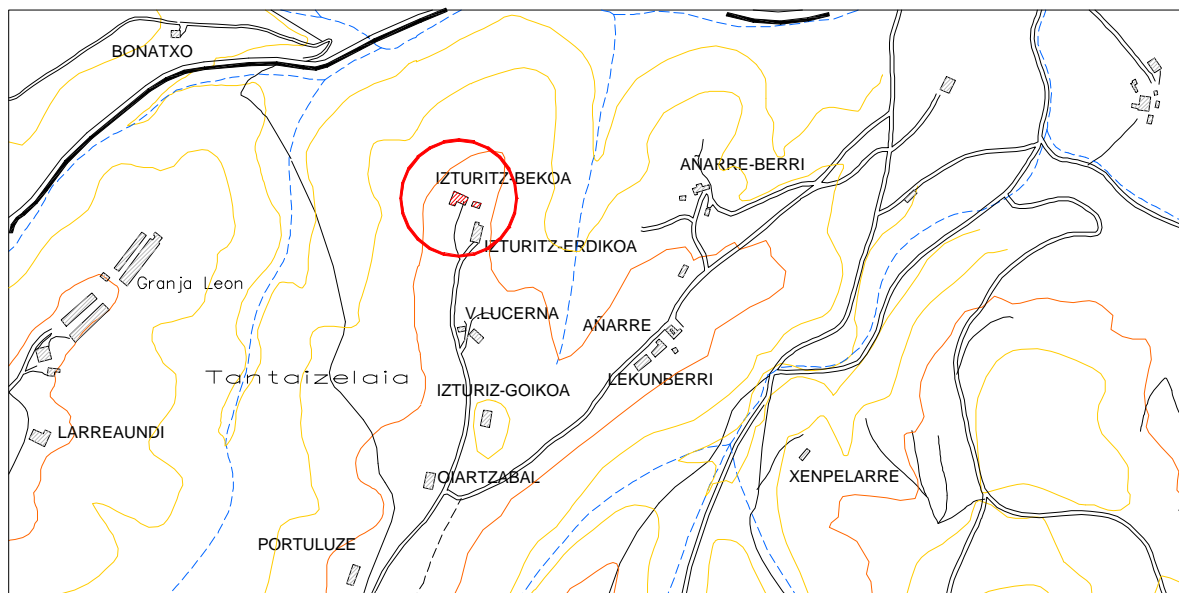 BONATXO
IZTURITZ-BEKOA
AÑARRE-BERRI
IZTURITZ-ERDIKOA
Granja Leon
V.LUCERNA
AÑARRE
Tantaizelaia
LEKUNBERRI
IZTURIZ-GOIKOA
LARREAUNDI
OIARTZABAL
XENPELARRE
PORTULUZE